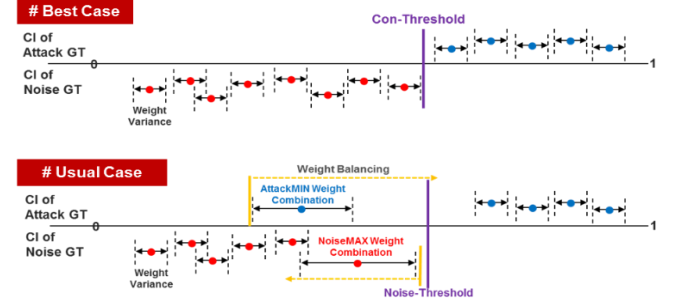 # Best Case
Con-Threshold
CI of
Attack GT
0
1
CI of
Noise GT
Weight
Variance
# Usual Case
Weight Balancing
AttackMIN Weight
Combination
CI of
Attack GT
0
1
CI of
Noise GT
NoiseMAX Weight
Combination
Weight
Variance
Noise-Threshold